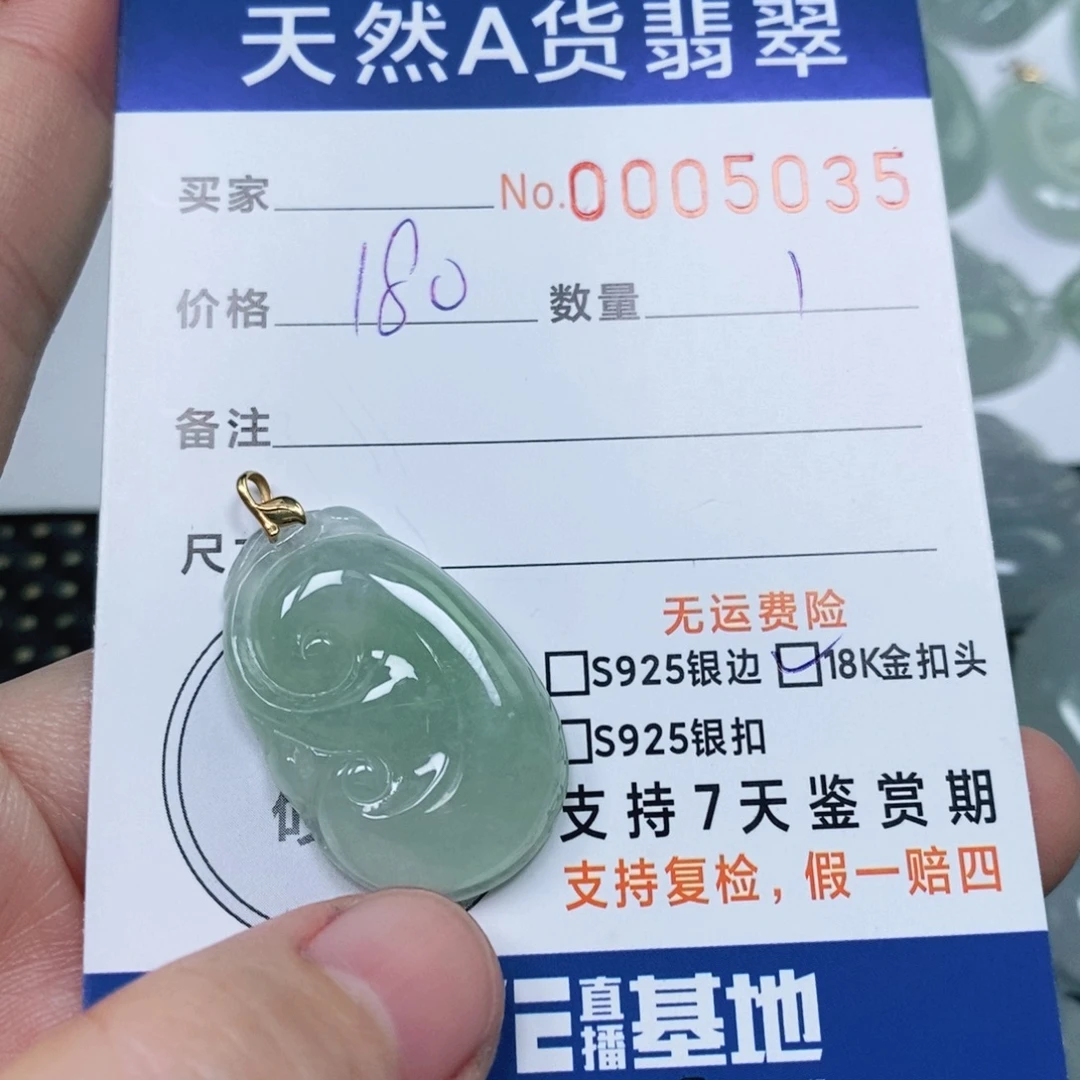 天然A货翡翠
买家 No.0005035
价格 180 数量 1
备注
尺
无运费险
S925银边 18K金扣头
S925银扣
支持7天鉴赏期
支持复检，假一赔四
直播基地